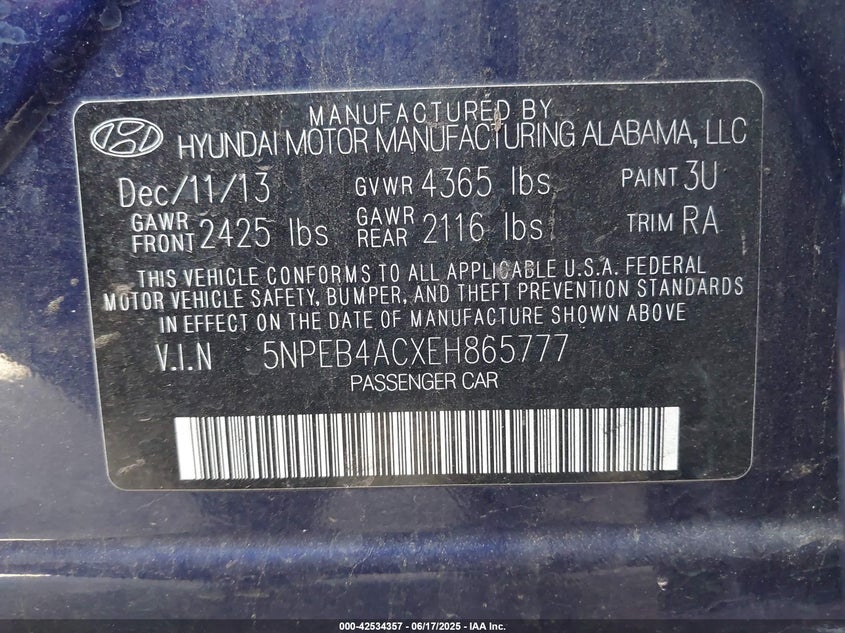 MANUFACTURED BY
HYUNDAI MOTOR MANUFACTURING ALABAMA, LLC
Dec/11/13 GVWR 4365 lbs PAINT 3U
GAWR FRONT 2425 lbs GAWR REAR 2116 lbs TRIM RA
THIS VEHICLE CONFORMS TO ALL APPLICABLE U.S.A. FEDERAL
MOTOR VEHICLE SAFETY, BUMPER, AND THEFT PREVENTION STANDARDS
IN EFFECT ON THE DATE OF MANUFACTURE SHOWN ABOVE
V.I.N 5NPEB4ACXEH865777
PASSENGER CAR
000-42534357 - 06/17/2025 - IAA Inc.